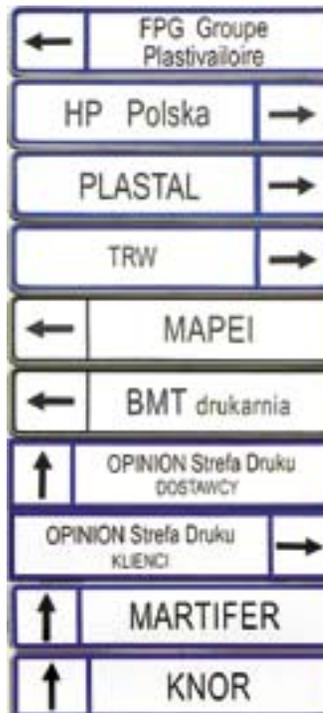 FPG Groupe
Plastivailoire
HP Polska
PLASTAL
TRW
MAPEI
BMT drukarnia
OPINION Strefa Druku
DOSTAWCY
OPINION Strefa Druku
KLIENCI
MARTIFER
KNOR